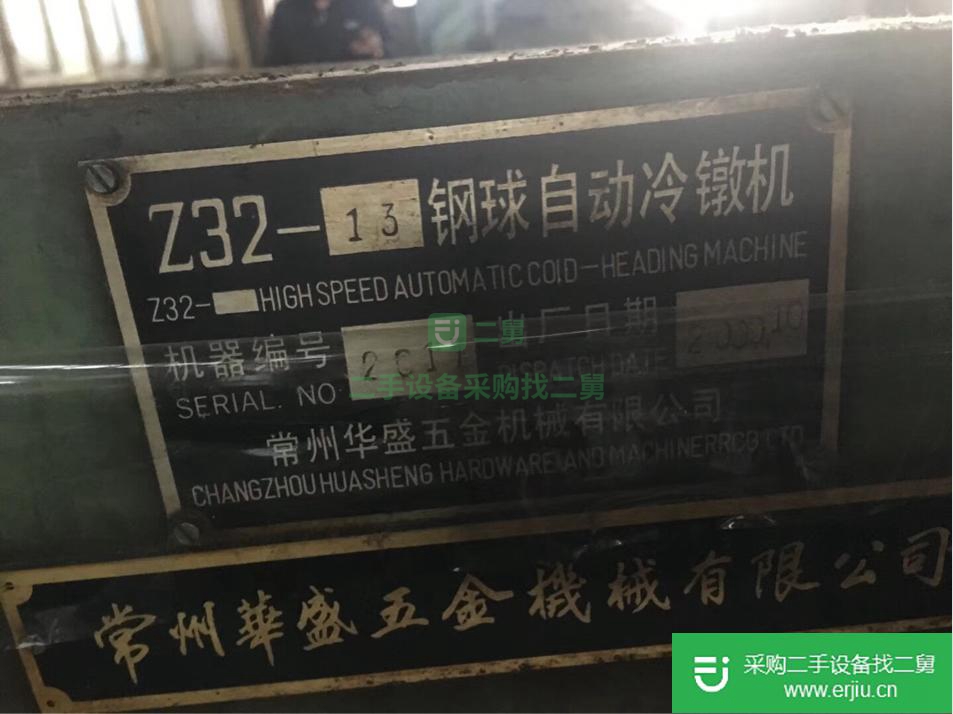 Z32-13 钢球自动冷镦机
Z32- HIGH SPEED AUTOMATIC COID-HEADING MACHINE
机器编号 出厂日期
SERIAL. NO DATE
二舅
二手设备采购找二舅
常州华盛五金机械有限公司
CHANGZHOU HUASHENG HARDWARE AND MACHINERRCO LTD
常州華盛五金機械有限公司
采购二手设备找二舅
www.erjiu.cn